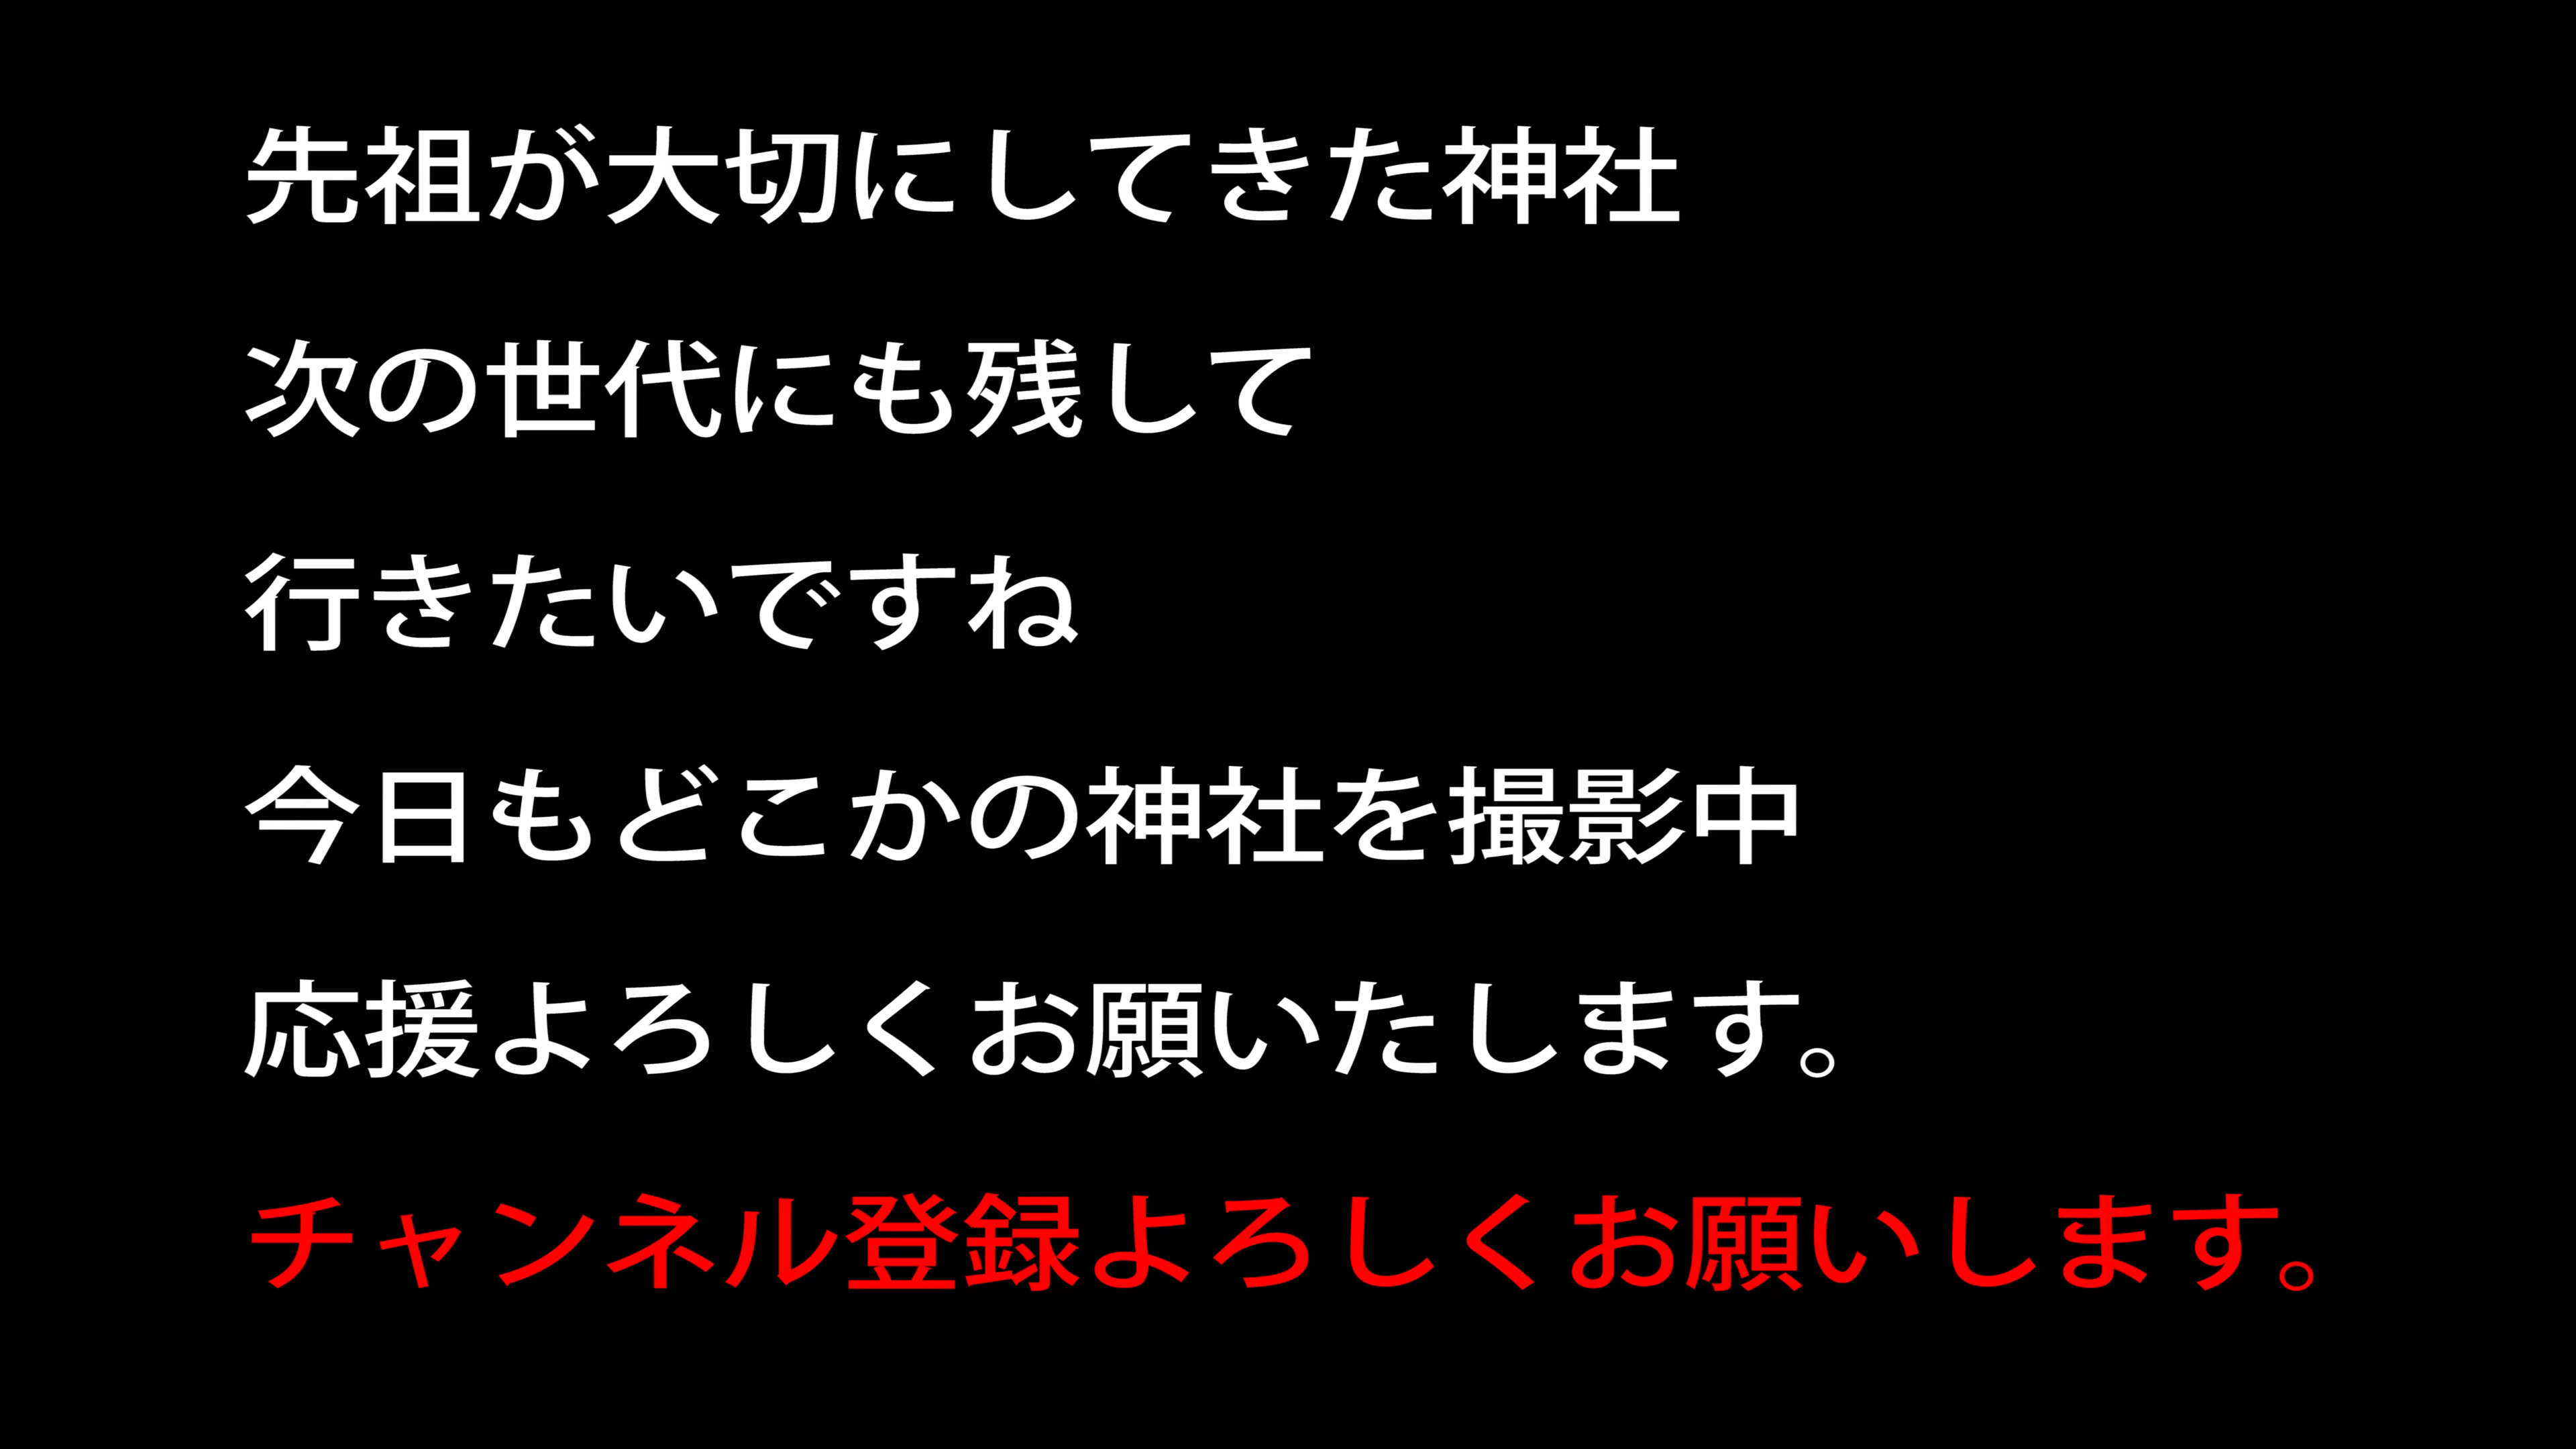 先祖が大切にしてきた神社
次の世代にも残して
行きたいですね
今日もどこかの神社を撮影中
応援よろしくお願いたします。
チャンネル登録よろしくお願いします。